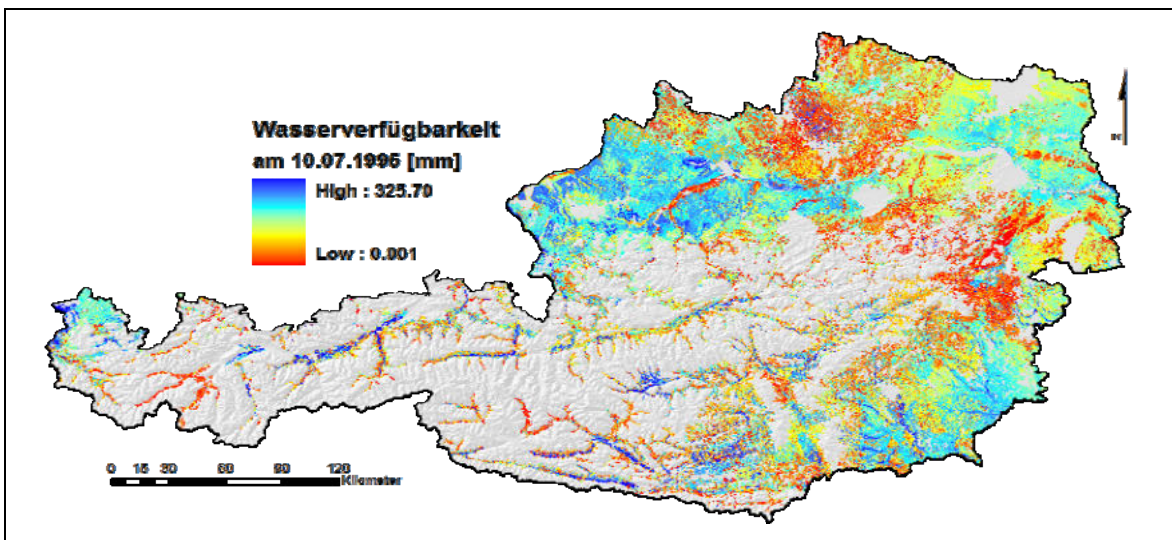 Wasserverfügbarkeit
am 10.07.1995 [mm]
High : 325.70
Low : 0.001
0 15 30 60 90 120
Kilometer